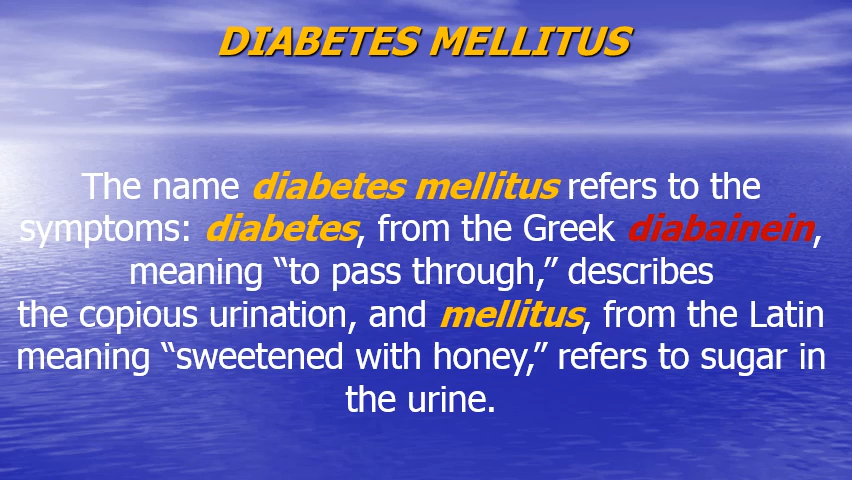 DIABETES MELLITUS
The name diabetes mellitus refers to the
symptoms: diabetes, from the Greek diabainein,
meaning “to pass through,” describes
the copious urination, and mellitus, from the Latin
meaning “sweetened with honey,” refers to sugar in
the urine.